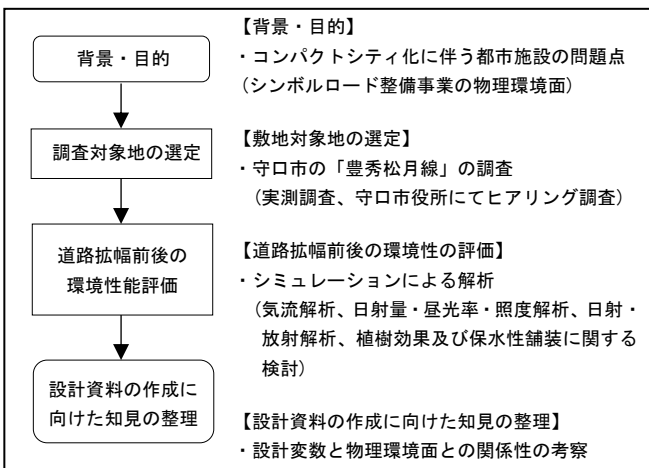 背景・目的
調査対象地の選定
道路拡幅前後の
環境性能評価
設計資料の作成に
向けた知見の整理
【背景・目的】
・コンパクトシティ化に伴う都市施設の問題点
(シンボルロード整備事業の物理環境面)
【敷地対象地の選定】
・守口市の「豊秀松月線」の調査
(実測調査、守口市役所にてヒアリング調査)
【道路拡幅前後の環境性の評価】
・シミュレーションによる解析
(気流解析、日射量・昼光率・照度解析、日射・
放射解析、植樹効果及び保水性舗装に関する
検討)
【設計資料の作成に向けた知見の整理】
・設計変数と物理環境面との関係性の考察